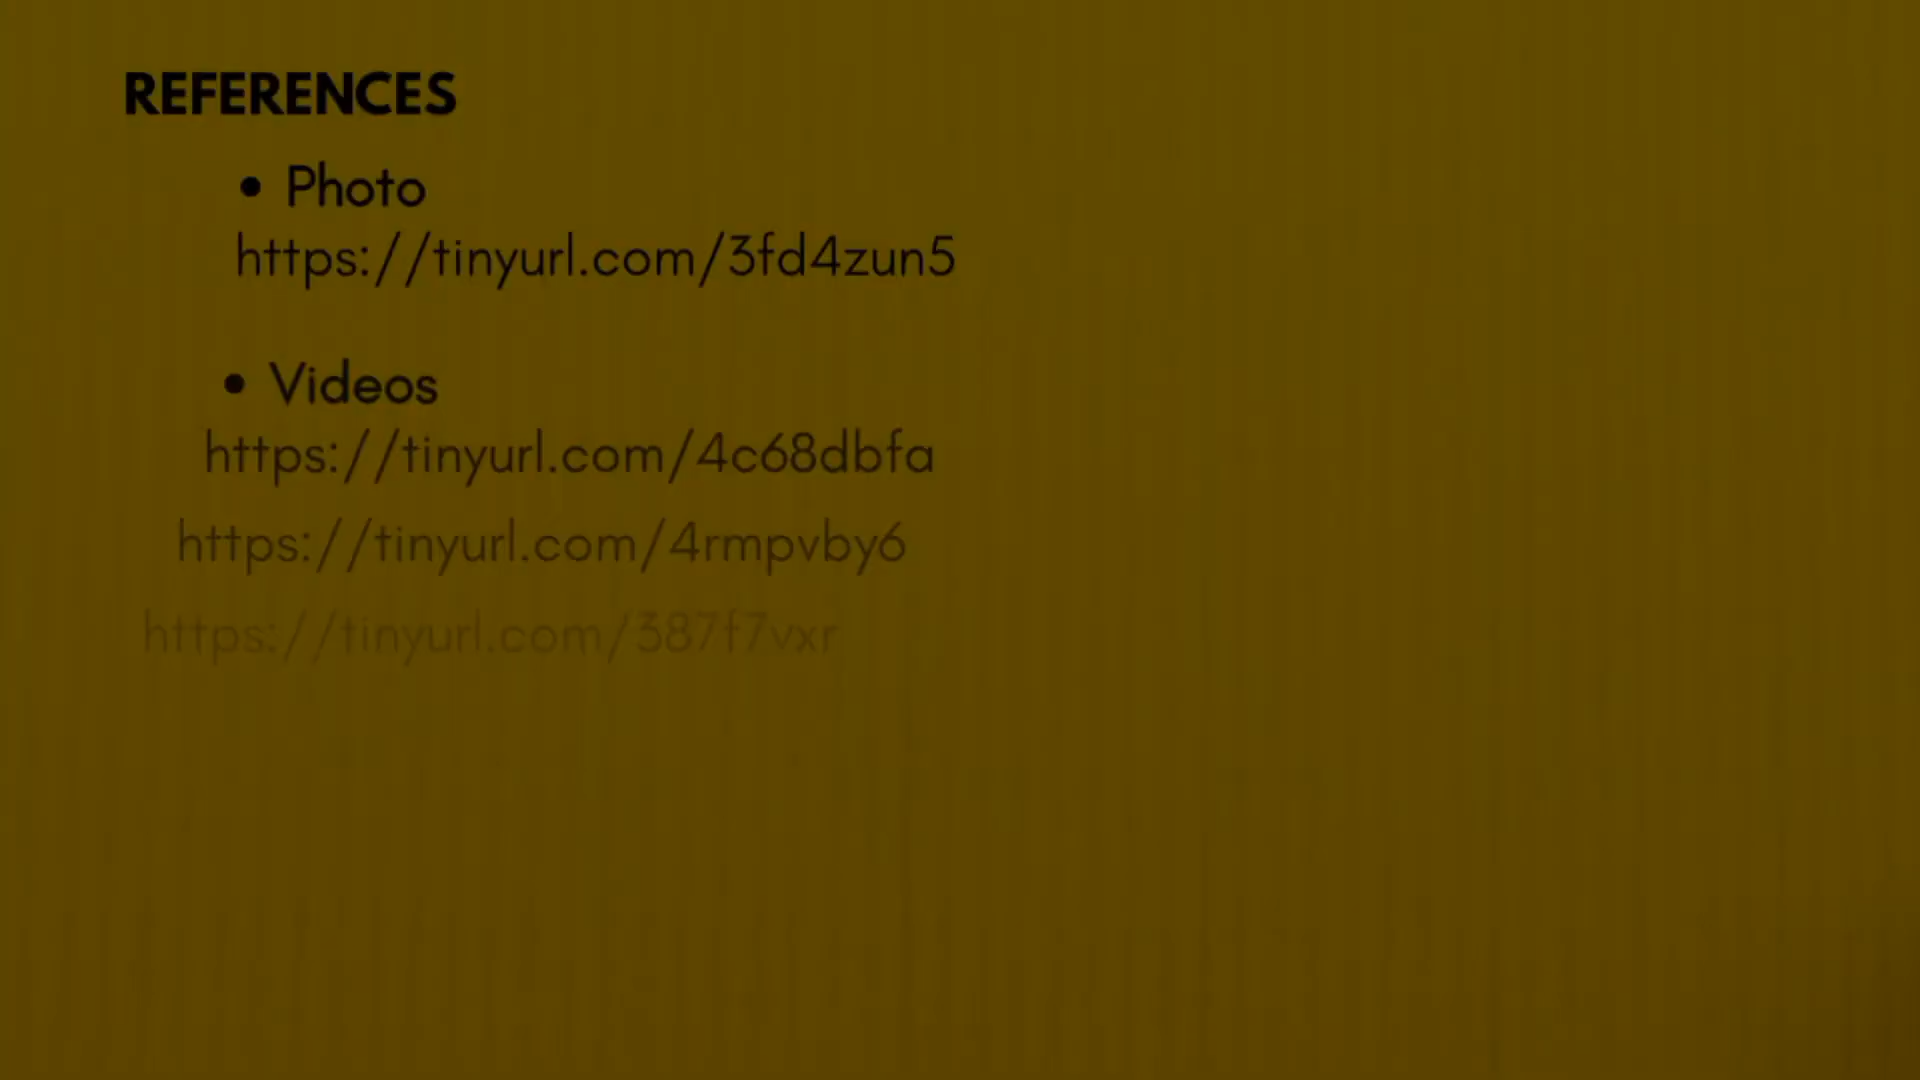 REFERENCES
• Photo
https://tinyurl.com/3fd4zun5
• Videos
https://tinyurl.com/4c68dbfa
https://tinyurl.com/4rmpvby6
https://tinyurl.com/387f7vxr